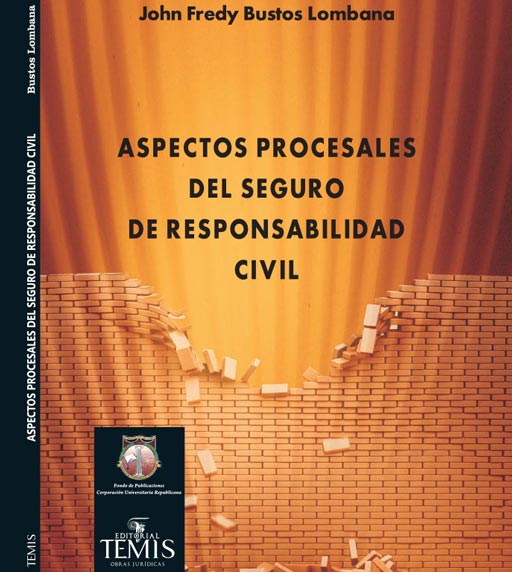 John Fredy Bustos Lombana
ASPECTOS PROCESALES
DEL SEGURO
DE RESPONSABILIDAD
CIVIL
Fondo de Publicaciones
Corporación Universitaria Republicana
EDITORIAL
TEMIS
OBRAS JURÍDICAS
Bustos Lombana
ASPECTOS PROCESALES DEL SEGURO DE RESPONSABILIDAD CIVIL
TEMIS